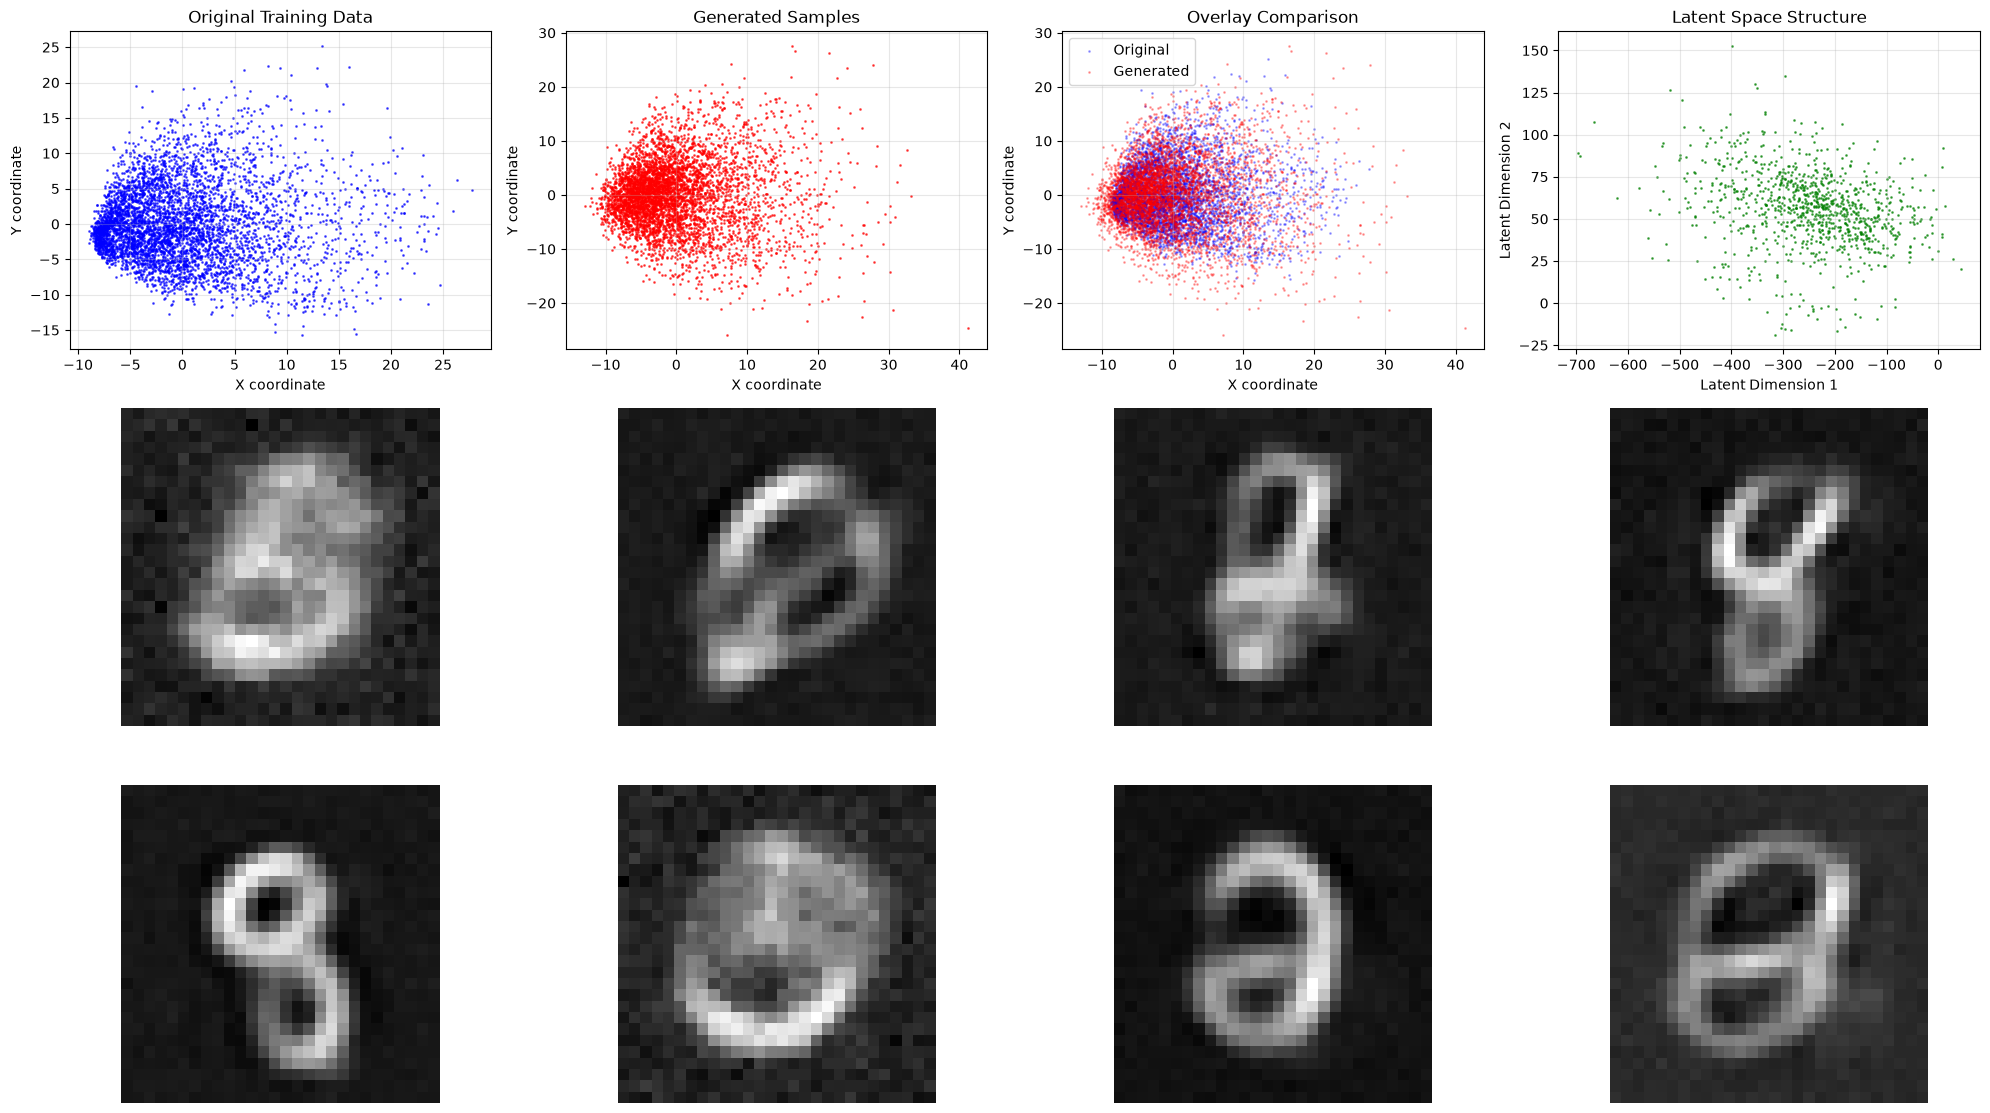 Original Training Data
25
20
15
10
5
0
−5
−10
−15
Y coordinate
−10 −5 0 5 10 15 20 25
X coordinate
Generated Samples
30
20
10
0
−10
−20
Y coordinate
−10 0 10 20 30 40
X coordinate
Overlay Comparison
Original
Generated
30
20
10
0
−10
−20
Y coordinate
−10 0 10 20 30 40
X coordinate
Latent Space Structure
150
125
100
75
50
25
0
−25
Latent Dimension 2
−700 −600 −500 −400 −300 −200 −100 0
Latent Dimension 1